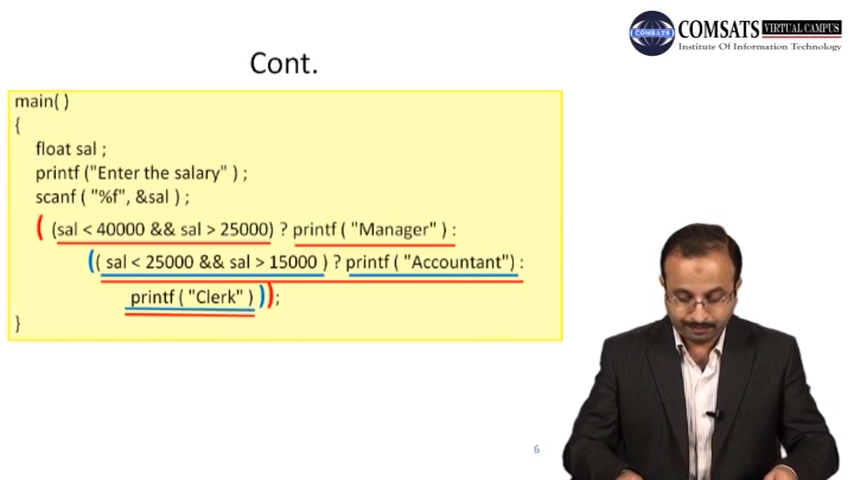 COMSATS VIRTUAL CAMPUS
COMSATS
Institute Of Information Technology
Cont.
main( )
{
float sal ;
printf ("Enter the salary" ) ;
scanf ( "%f", &sal ) ;
( (sal < 40000 && sal > 25000) ? printf ( "Manager" ) :
(( sal < 25000 && sal > 15000 ) ? printf ( "Accountant") :
printf ( "Clerk" ) )) ;
}
6